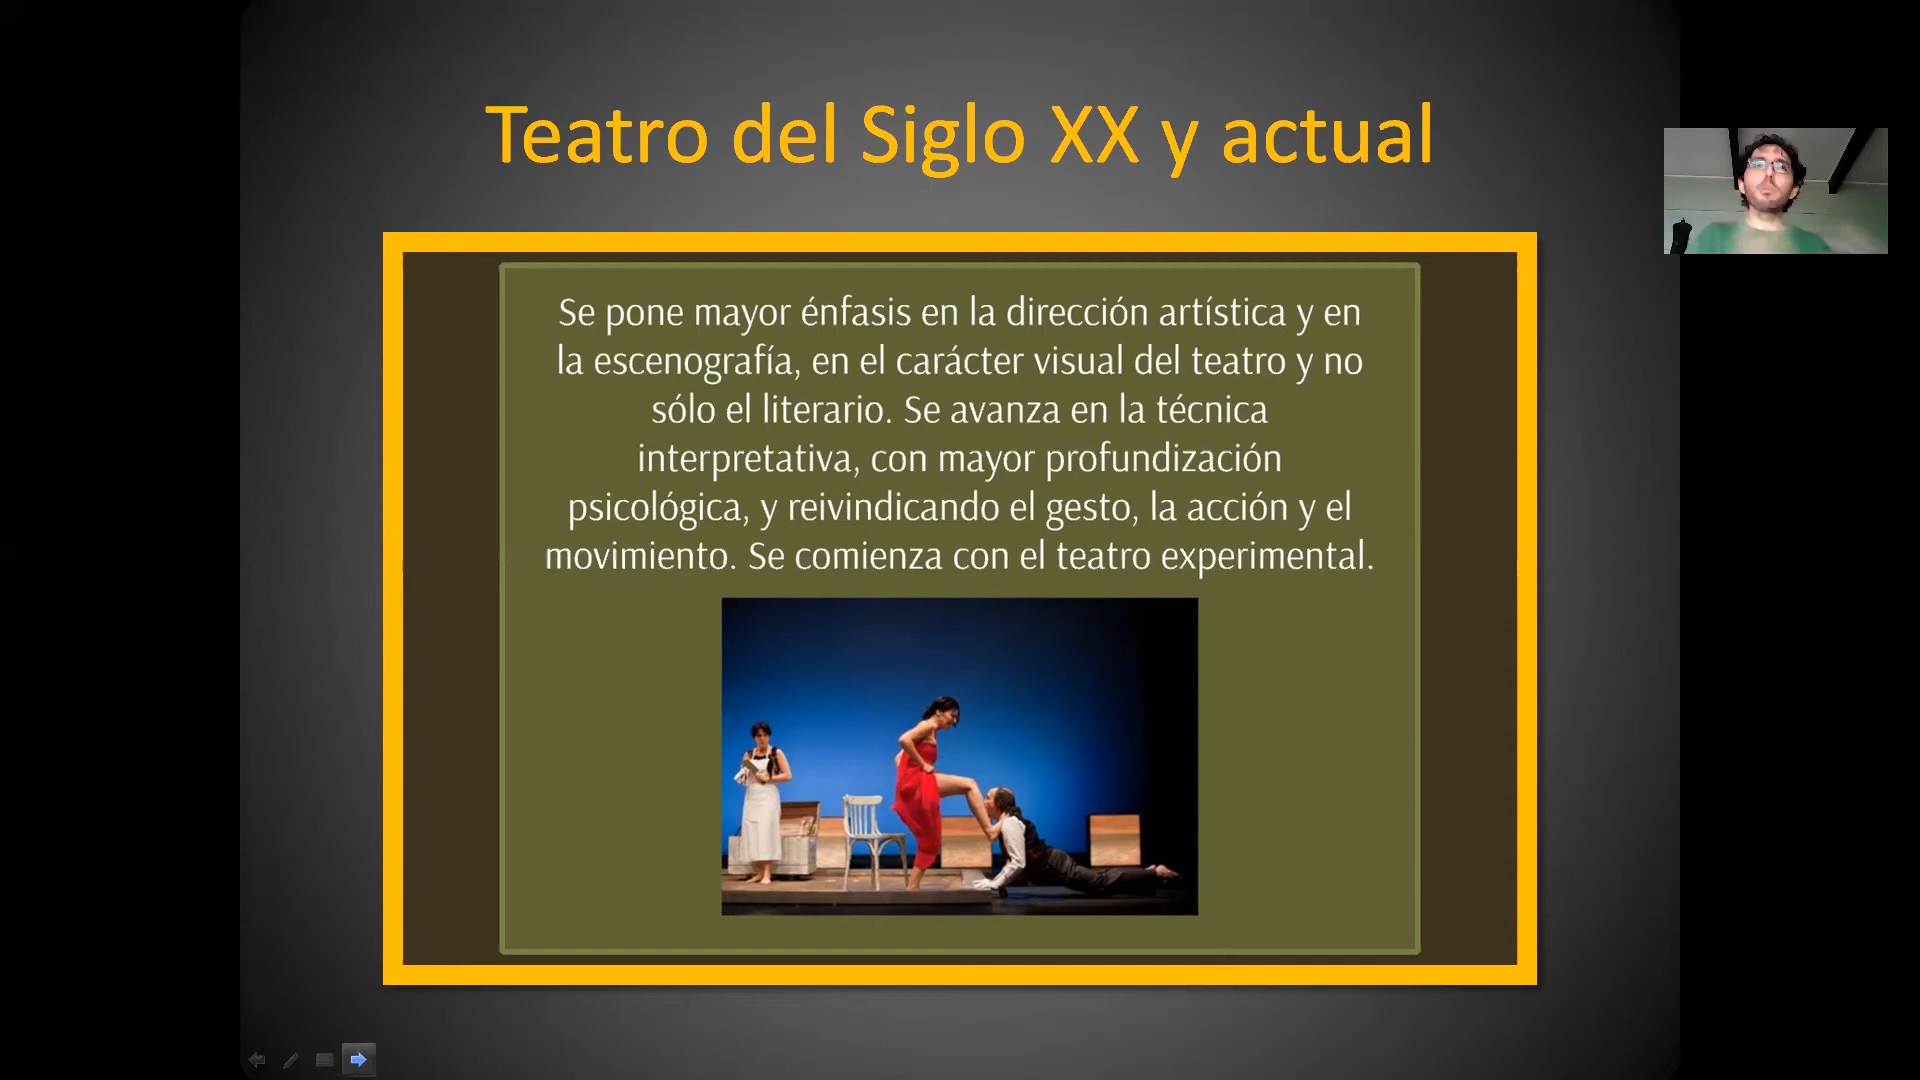 Teatro del Siglo XX y actual
Se pone mayor énfasis en la dirección artística y en
la escenografía, en el carácter visual del teatro y no
sólo el literario. Se avanza en la técnica
interpretativa, con mayor profundización
psicológica, y reivindicando el gesto, la acción y el
movimiento. Se comienza con el teatro experimental.